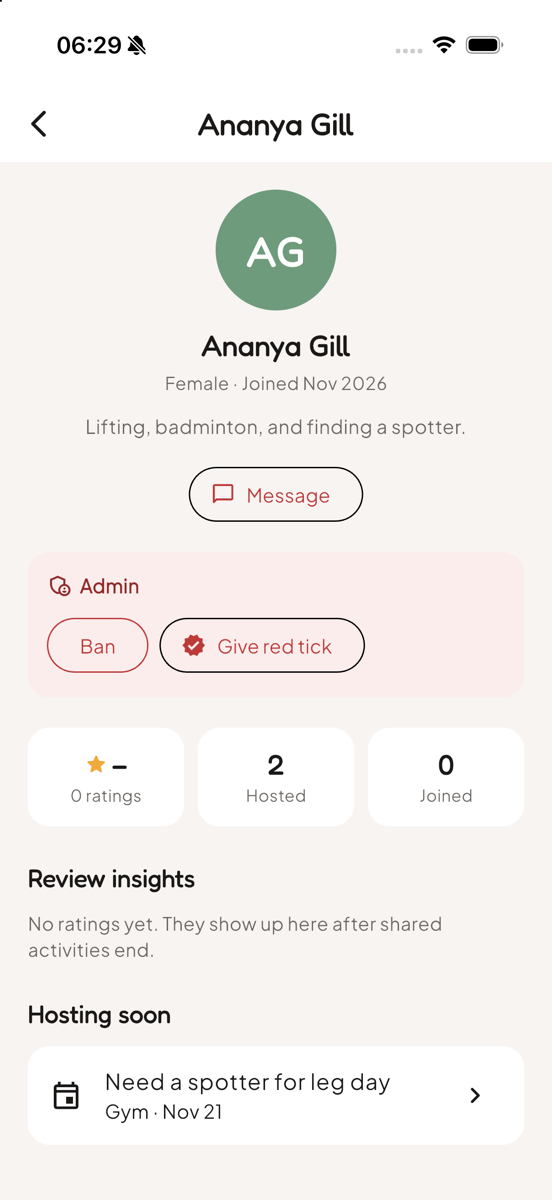 06:29
Ananya Gill
AG
Ananya Gill
Female · Joined Nov 2026
Lifting, badminton, and finding a spotter.
Message
Admin
Ban
Give red tick
–
0 ratings
2
Hosted
0
Joined
Review insights
No ratings yet. They show up here after shared
activities end.
Hosting soon
Need a spotter for leg day
Gym · Nov 21